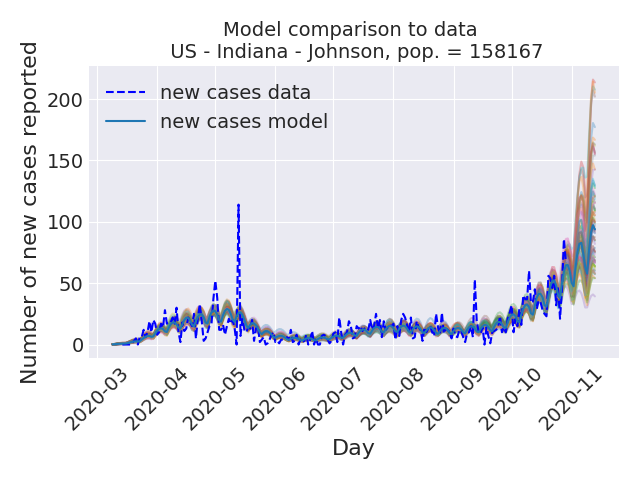 Model comparison to data
US - Indiana - Johnson, pop. = 158167
Number of new cases reported
new cases data
new cases model
200
150
100
50
0
2020-03
2020-04
2020-05
2020-06
2020-07
2020-08
2020-09
2020-10
2020-11
Day